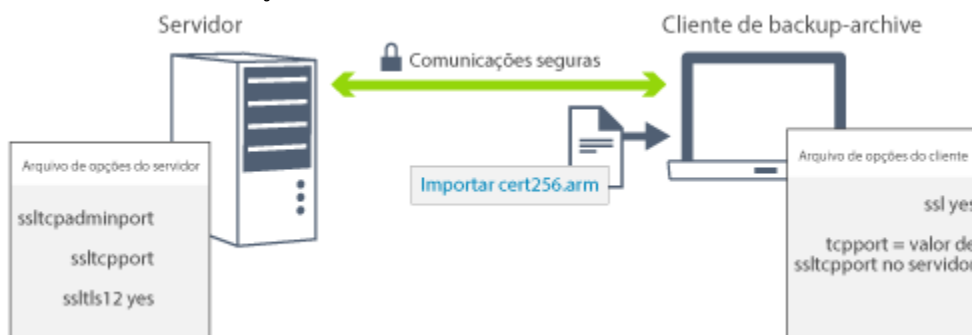 Servidor
Cliente de backup-archive
Comunicações seguras
Arquivo de opções do servidor
ssltcpadminport
ssltcpport
ssltls12 yes
Importar cert256.arm
Arquivo de opções do cliente
ssl yes
tcpport = valor de
ssltcpport no servidor